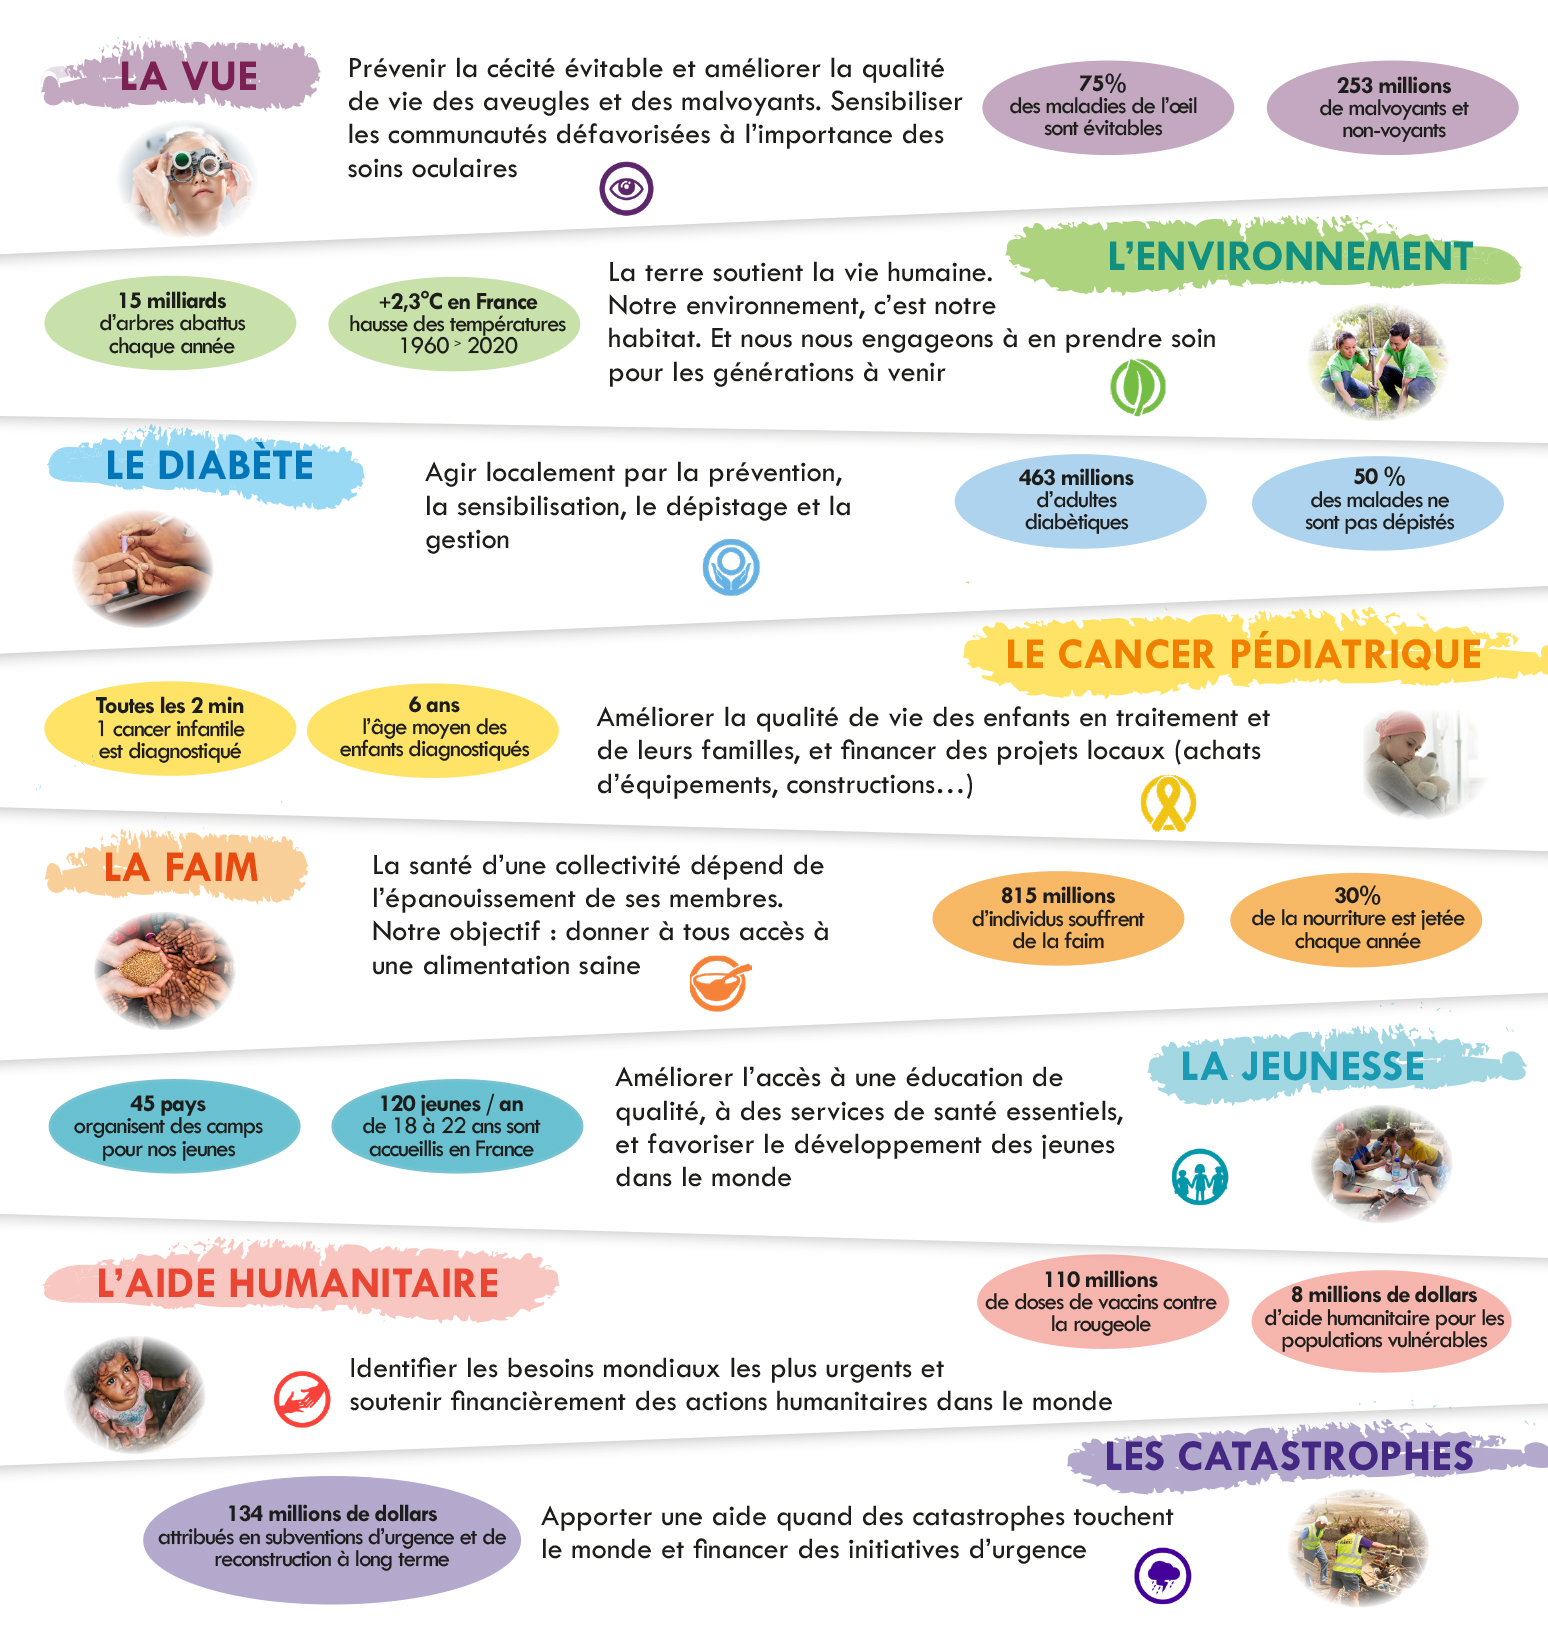 LA VUE
Prévenir la cécité évitable et améliorer la qualité
de vie des aveugles et des malvoyants. Sensibiliser
les communautés défavorisées à l’importance des
soins oculaires
75%
des maladies de l’œil
sont évitables
253 millions
de malvoyants et
non-voyants
L’ENVIRONNEMENT
15 milliards
d’arbres abattus
chaque année
+2,3°C en France
hausse des températures
1960 > 2020
La terre soutient la vie humaine.
Notre environnement, c’est notre
habitat. Et nous nous engageons à en prendre soin
pour les générations à venir
LE DIABÈTE
Agir localement par la prévention,
la sensibilisation, le dépistage et la
gestion
463 millions
d’adultes
diabètiques
50 %
des malades ne
sont pas dépistés
LE CANCER PÉDIATRIQUE
Toutes les 2 min
1 cancer infantile
est diagnostiqué
6 ans
l’âge moyen des
enfants diagnostiqués
Améliorer la qualité de vie des enfants en traitement et
de leurs familles, et financer des projets locaux (achats
d’équipements, constructions…)
LA FAIM
La santé d’une collectivité dépend de
l’épanouissement de ses membres.
Notre objectif : donner à tous accès à
une alimentation saine
815 millions
d’individus souffrent
de la faim
30%
de la nourriture est jetée
chaque année
LA JEUNESSE
45 pays
organisent des camps
pour nos jeunes
120 jeunes / an
de 18 à 22 ans sont
accueillis en France
Améliorer l’accès à une éducation de
qualité, à des services de santé essentiels,
et favoriser le développement des jeunes
dans le monde
L’AIDE HUMANITAIRE
110 millions
de doses de vaccins contre
la rougeole
8 millions de dollars
d’aide humanitaire pour les
populations vulnérables
Identifier les besoins mondiaux les plus urgents et
soutenir financièrement des actions humanitaires dans le monde
LES CATASTROPHES
134 millions de dollars
attribués en subventions d’urgence et de
reconstruction à long terme
Apporter une aide quand des catastrophes touchent
le monde et financer des initiatives d’urgence